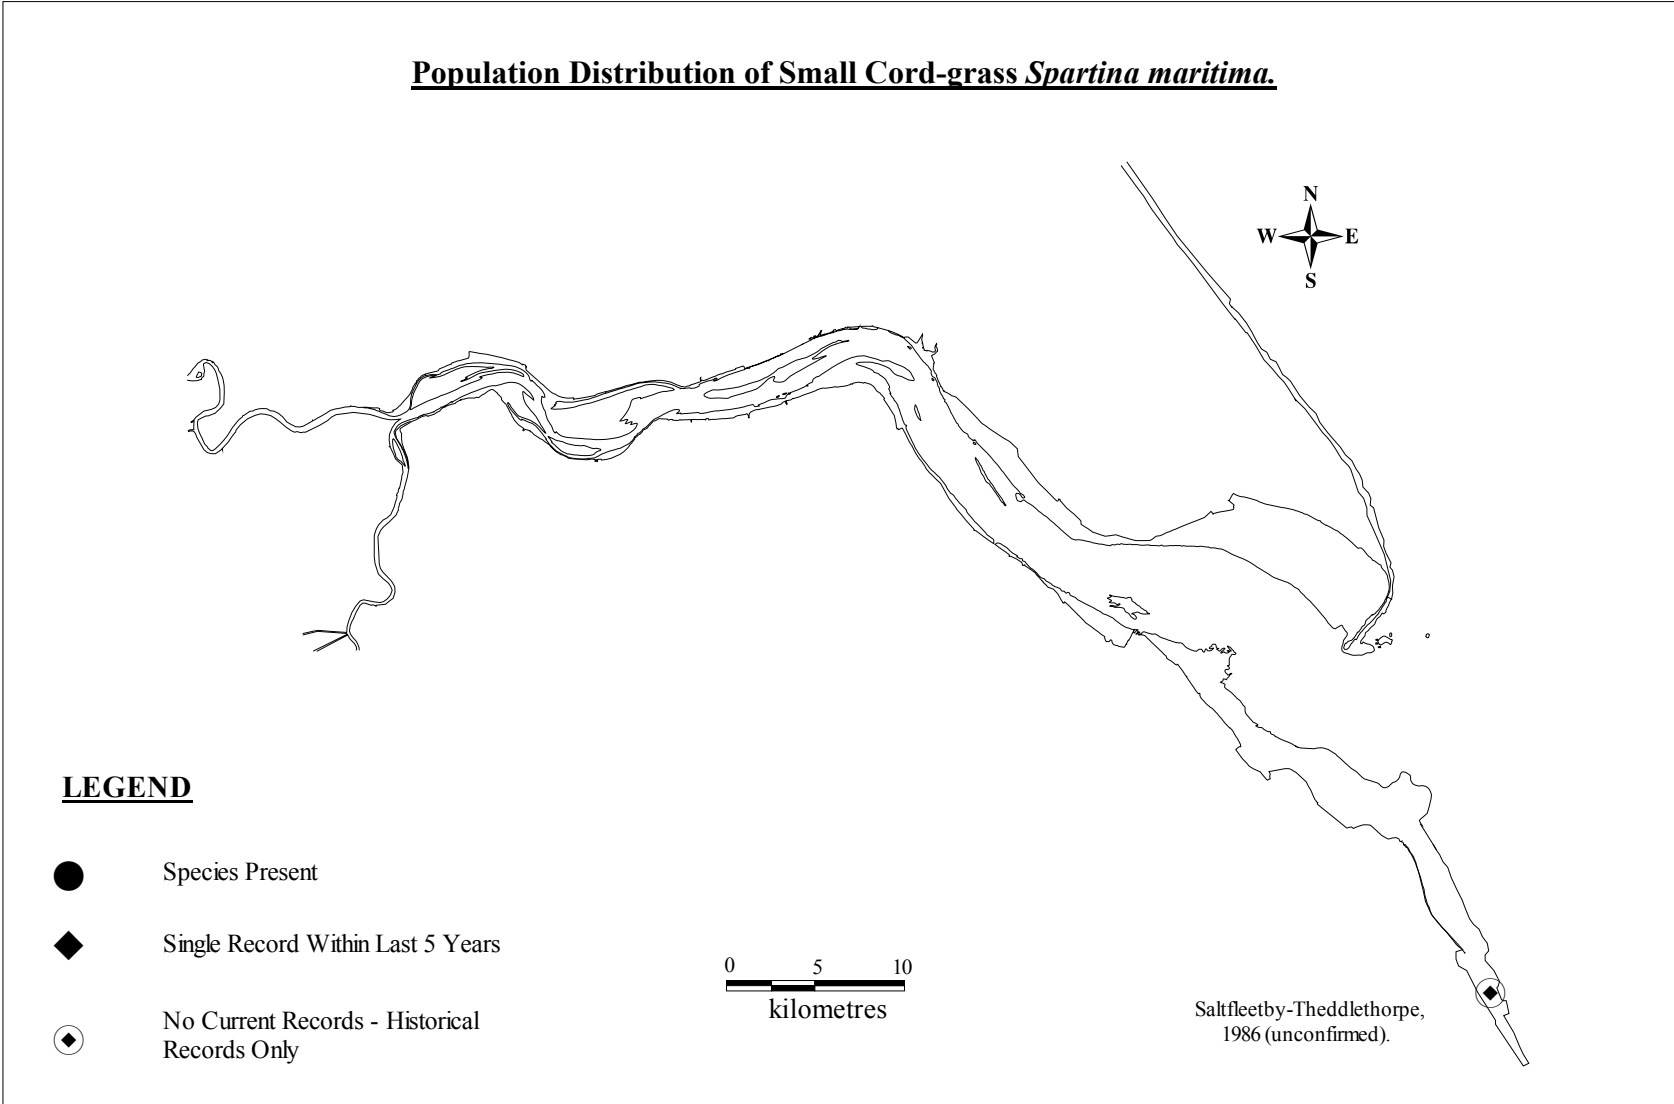 Population Distribution of Small Cord-grass Spartina maritima.
N
W E
S
LEGEND
Species Present
Single Record Within Last 5 Years
No Current Records - Historical
Records Only
0 5 10
kilometres
Saltfleetby-Theddlethorpe,
1986 (unconfirmed).